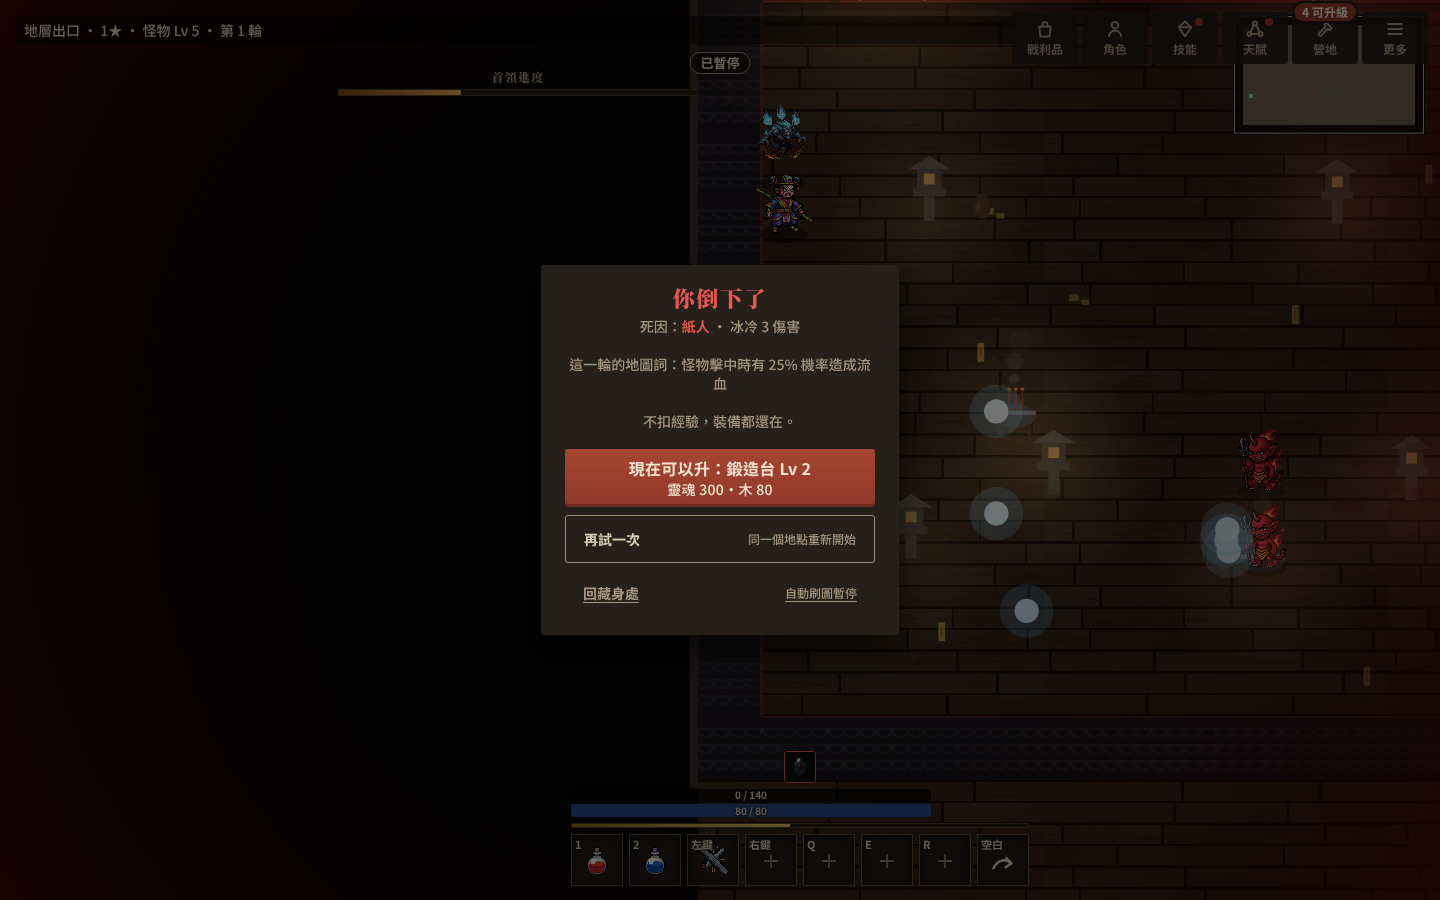 地層出口 · 1★ · 怪物 Lv 5 · 第 1 輪
4 可升級
戰利品
角色
技能
天賦
營地
更多
已暫停
首領進度
你倒下了
死因：紙人 · 冰冷 3 傷害
這一輪的地圖詞：怪物擊中時有 25% 機率造成流
血
不扣經驗，裝備都還在。
現在可以升：鍛造台 Lv 2
靈魂 300・木 80
再試一次
同一個地點重新開始
回藏身處
自動刷圖暫停
0 / 140
80 / 80
1
2
左鍵
右鍵
Q
E
R
空白